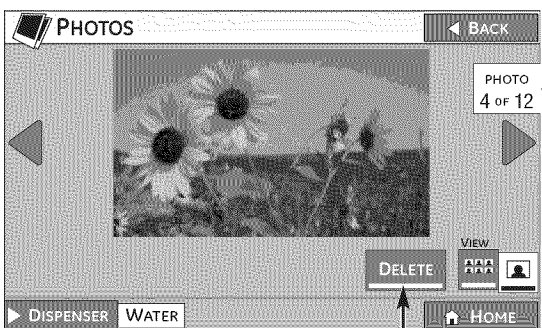 PHOTOS
BACK
PHOTO
4 OF 12
VIEW
DELETE
DISPENSER WATER
HOME